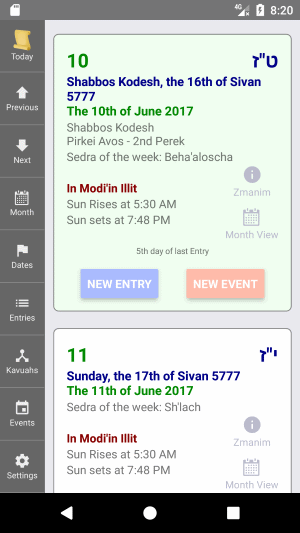 4G 8:20
Today
Previous
Next
Month
Dates
Entries
Kavuahs
Events
Settings
10 ט"ז
Shabbos Kodesh, the 16th of Sivan
5777
The 10th of June 2017
Shabbos Kodesh
Pirkei Avos - 2nd Perek
Sedra of the week: Beha'aloscha
In Modi'in Illit
Sun Rises at 5:30 AM
Sun sets at 7:48 PM
Zmanim
Month View
5th day of last Entry
NEW ENTRY NEW EVENT
11 י"ז
Sunday, the 17th of Sivan 5777
The 11th of June 2017
Sedra of the week: Sh'lach
In Modi'in Illit
Sun Rises at 5:30 AM
Sun sets at 7:48 PM
Zmanim
Month View